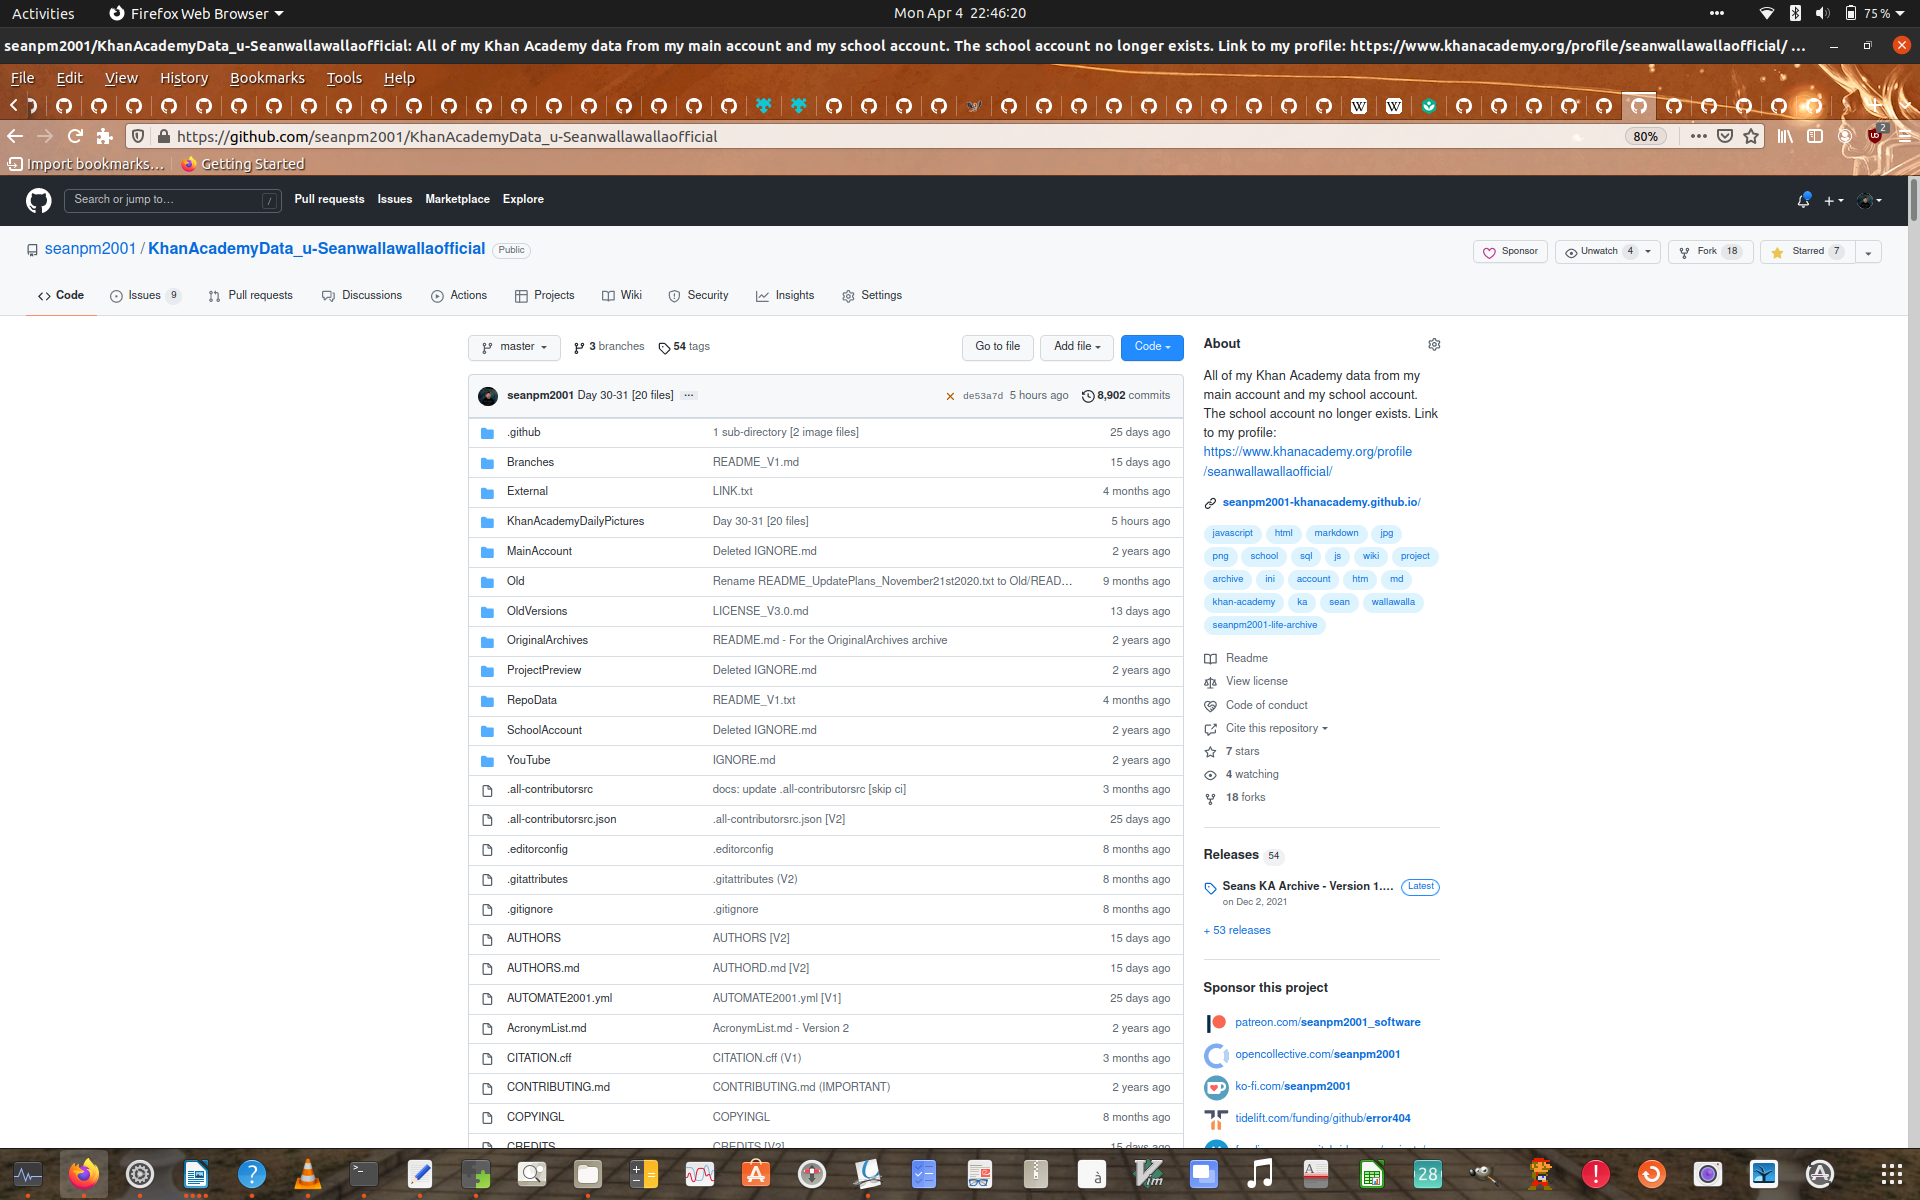 Activities
Firefox Web Browser
Mon Apr 4 22:46:20
75 %
seanpm2001/KhanAcademyData_u-Seanwallawallaofficial: All of my Khan Academy data from my main account and my school account. The school account no longer exists. Link to my profile: https://www.khanacademy.org/profile/seanwallawallaofficial/ ...
File Edit View History Bookmarks Tools Help
https://github.com/seanpm2001/KhanAcademyData_u-Seanwallawallaofficial
80%
2
Import bookmarks...
Getting Started
Search or jump to...
/
Pull requests Issues Marketplace Explore
seanpm2001 / KhanAcademyData_u-Seanwallawallaofficial Public
Sponsor
Unwatch 4
Fork 18
Starred 7
Code
Issues 9
Pull requests
Discussions
Actions
Projects
Wiki
Security
Insights
Settings
master
3 branches
54 tags
Go to file
Add file
Code
seanpm2001 Day 30-31 [20 files] ...
de53a7d 5 hours ago
8,902 commits
.github 1 sub-directory [2 image files] 25 days ago
Branches README_V1.md 15 days ago
External LINK.txt 4 months ago
KhanAcademyDailyPictures Day 30-31 [20 files] 5 hours ago
MainAccount Deleted IGNORE.md 2 years ago
Old Rename README_UpdatePlans_November21st2020.txt to Old/READ... 9 months ago
OldVersions LICENSE_V3.0.md 13 days ago
OriginalArchives README.md - For the OriginalArchives archive 2 years ago
ProjectPreview Deleted IGNORE.md 2 years ago
RepoData README_V1.txt 4 months ago
SchoolAccount Deleted IGNORE.md 2 years ago
YouTube IGNORE.md 2 years ago
.all-contributorsrc docs: update .all-contributorsrc [skip ci] 3 months ago
.all-contributorsrc.json .all-contributorsrc.json [V2] 25 days ago
.editorconfig .editorconfig 8 months ago
.gitattributes .gitattributes (V2) 8 months ago
.gitignore .gitignore 8 months ago
AUTHORS AUTHORS [V2] 15 days ago
AUTHORS.md AUTHORD.md [V2] 15 days ago
AUTOMATE2001.yml AUTOMATE2001.yml [V1] 25 days ago
AcronymList.md AcronymList.md - Version 2 2 years ago
CITATION.cff CITATION.cff (V1) 3 months ago
CONTRIBUTING.md CONTRIBUTING.md (IMPORTANT) 2 years ago
COPYINGL COPYINGL 8 months ago
CREDITS CREDITS [V2] 15 days ago
About
All of my Khan Academy data from my
main account and my school account.
The school account no longer exists. Link
to my profile:
https://www.khanacademy.org/profile
/seanwallawallaofficial/
seanpm2001-khanacademy.github.io/
javascript html markdown jpg
png school sql js wiki project
archive ini account htm md
khan-academy ka sean wallawalla
seanpm2001-life-archive
Readme
View license
Code of conduct
Cite this repository
7 stars
4 watching
18 forks
Releases 54
Seans KA Archive - Version 1.... Latest
on Dec 2, 2021
+ 53 releases
Sponsor this project
patreon.com/seanpm2001_software
opencollective.com/seanpm2001
ko-fi.com/seanpm2001
tidelift.com/funding/github/error404
28